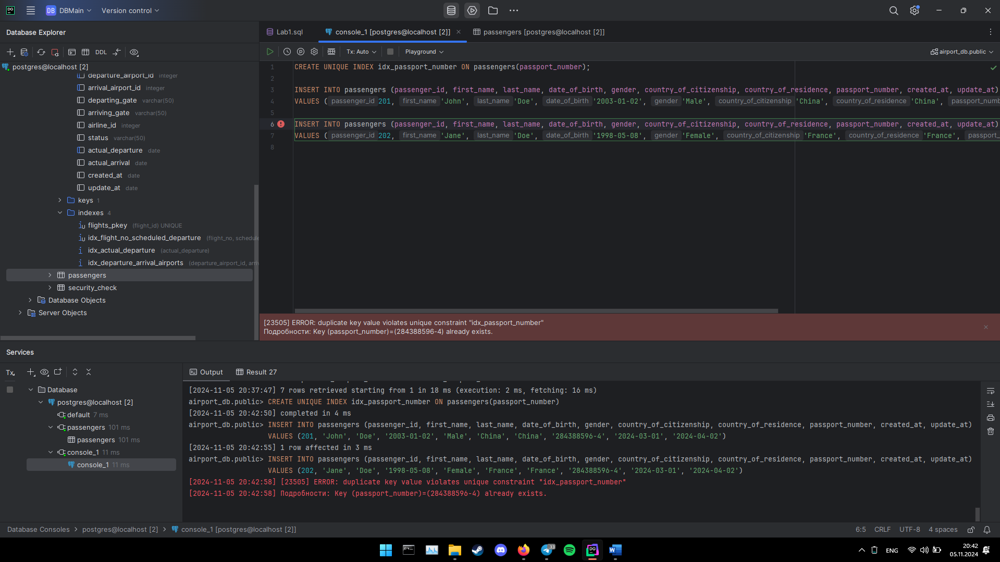 DB DBMain Version control
Database Explorer
DDL
postgres@localhost [2]
departure_airport_id integer
arrival_airport_id integer
departing_gate varchar(50)
arriving_gate varchar(50)
airline_id integer
status varchar(50)
actual_departure date
actual_arrival date
created_at date
update_at date
keys 1
indexes 4
flights_pkey (flight_id) UNIQUE
idx_flight_no_scheduled_departure (flight_no, schedule
idx_actual_departure (actual_departure)
idx_departure_arrival_airports (departure_airport_id, arriv
passengers
security_check
Database Objects
Server Objects
Lab1.sql console_1 [postgres@localhost [2]] passengers [postgres@localhost [2]]
Tx: Auto Playground airport_db.public
1 CREATE UNIQUE INDEX idx_passport_number ON passengers(passport_number);
2
3 INSERT INTO passengers (passenger_id, first_name, last_name, date_of_birth, gender, country_of_citizenship, country_of_residence, passport_number, created_at, update_at)
4 VALUES ( passenger_id 201, first_name 'John', last_name 'Doe', date_of_birth '2003-01-02', gender 'Male', country_of_citizenship 'China', country_of_residence 'China', passport_numb
5
6 INSERT INTO passengers (passenger_id, first_name, last_name, date_of_birth, gender, country_of_citizenship, country_of_residence, passport_number, created_at, update_at)
7 VALUES ( passenger_id 202, first_name 'Jane', last_name 'Doe', date_of_birth '1998-05-08', gender 'Female', country_of_citizenship 'France', country_of_residence 'France', passport_
8
[23505] ERROR: duplicate key value violates unique constraint "idx_passport_number"
Подробности: Key (passport_number)=(284388596-4) already exists.
Services
Tx
Database
postgres@localhost [2]
default 7 ms
passengers 101 ms
passengers 101 ms
console_1 11 ms
console_1 11 ms
Output Result 27
[2024-11-05 20:37:47] 7 rows retrieved starting from 1 in 18 ms (execution: 2 ms, fetching: 16 ms)
airport_db.public> CREATE UNIQUE INDEX idx_passport_number ON passengers(passport_number)
[2024-11-05 20:42:50] completed in 4 ms
airport_db.public> INSERT INTO passengers (passenger_id, first_name, last_name, date_of_birth, gender, country_of_citizenship, country_of_residence, passport_number, created_at, update_at)
VALUES (201, 'John', 'Doe', '2003-01-02', 'Male', 'China', 'China', '284388596-4', '2024-03-01', '2024-04-02')
[2024-11-05 20:42:55] 1 row affected in 3 ms
airport_db.public> INSERT INTO passengers (passenger_id, first_name, last_name, date_of_birth, gender, country_of_citizenship, country_of_residence, passport_number, created_at, update_at)
VALUES (202, 'Jane', 'Doe', '1998-05-08', 'Female', 'France', 'France', '284388596-4', '2024-03-01', '2024-04-02')
[2024-11-05 20:42:58] [23505] ERROR: duplicate key value violates unique constraint "idx_passport_number"
[2024-11-05 20:42:58] Подробности: Key (passport_number)=(284388596-4) already exists.
Database Consoles > postgres@localhost [2] > console_1 [postgres@localhost [2]]
6:5 CRLF UTF-8 4 spaces
33
ENG
20:42
05.11.2024